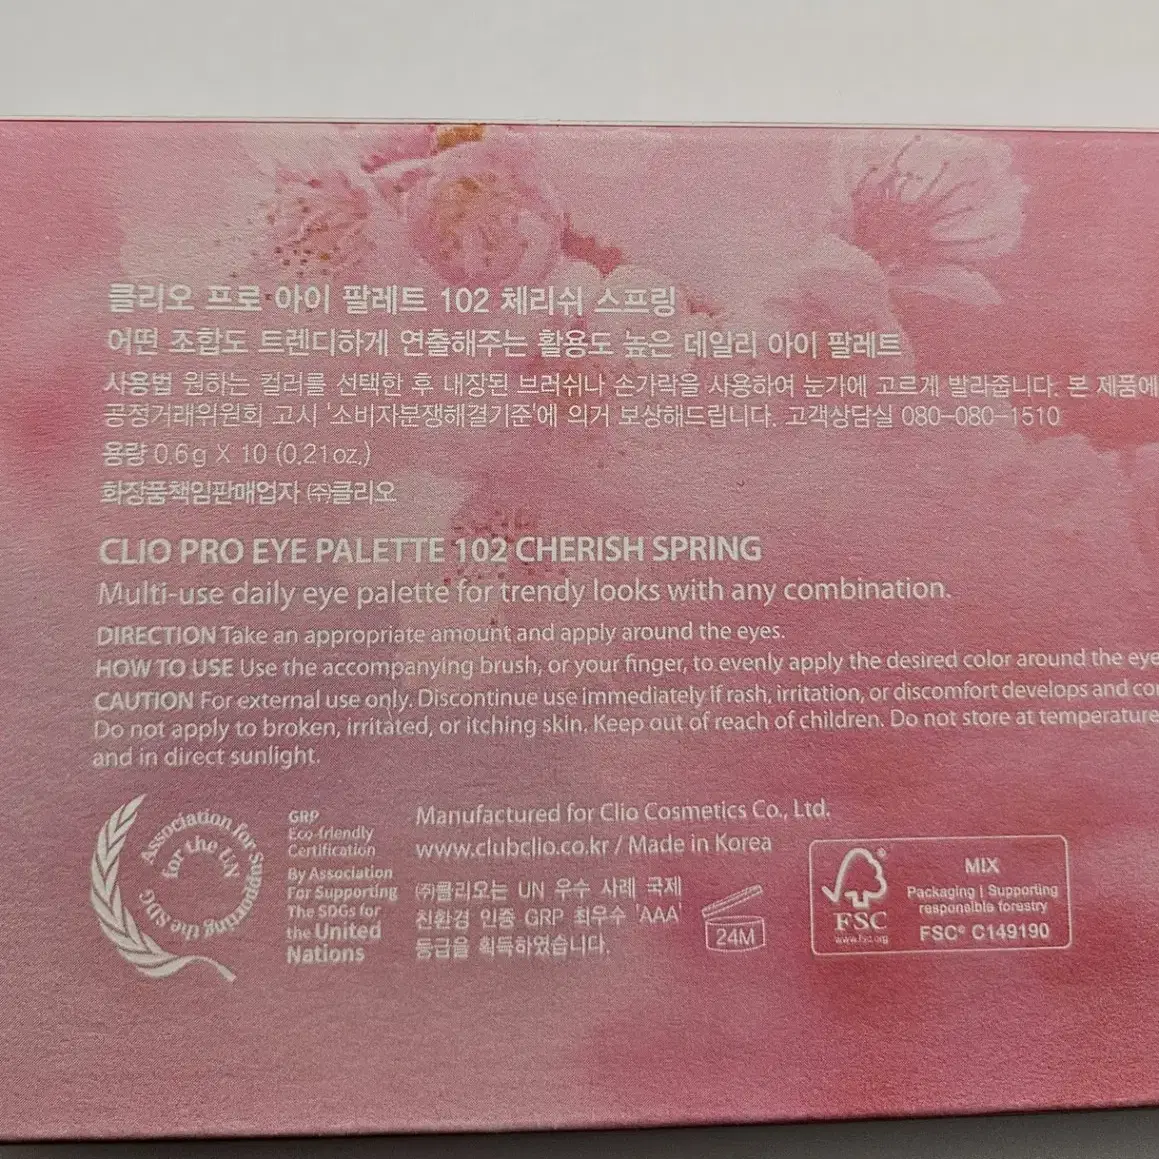 클리오 프로 아이 팔레트 102 체리쉬 스프링
어떤 조합도 트렌디하게 연출해주는 활용도 높은 데일리 아이 팔레트
사용법 원하는 컬러를 선택한 후 내장된 브러쉬나 손가락을 사용하여 눈가에 고르게 발라줍니다. 본 제품에
공정거래위원회 고시 '소비자분쟁해결기준'에 의거 보상해드립니다. 고객상담실 080-080-1510
용량 0.6g X 10 (0.21oz.)
화장품책임판매업자 ㈜클리오
CLIO PRO EYE PALETTE 102 CHERISH SPRING
Multi-use daily eye palette for trendy looks with any combination.
DIRECTION Take an appropriate amount and apply around the eyes.
HOW TO USE Use the accompanying brush, or your finger, to evenly apply the desired color around the eye
CAUTION For external use only. Discontinue use immediately if rash, irritation, or discomfort develops and co
Do not apply to broken, irritated, or itching skin. Keep out of reach of children. Do not store at temperature
and in direct sunlight.
Association for Supporting the SDG
for the UN
GRP
Eco-friendly
Certification
By Association
For Supporting
The SDGs for
the United
Nations
Manufactured for Clio Cosmetics Co., Ltd.
www.clubclio.co.kr / Made in Korea
㈜클리오는 UN 우수 사례 국제
친환경 인증 GRP 최우수 'AAA'
등급을 획득하였습니다.
24M
FSC
www.fsc.org
MIX
Packaging | Supporting
responsible forestry
FSC® C149190